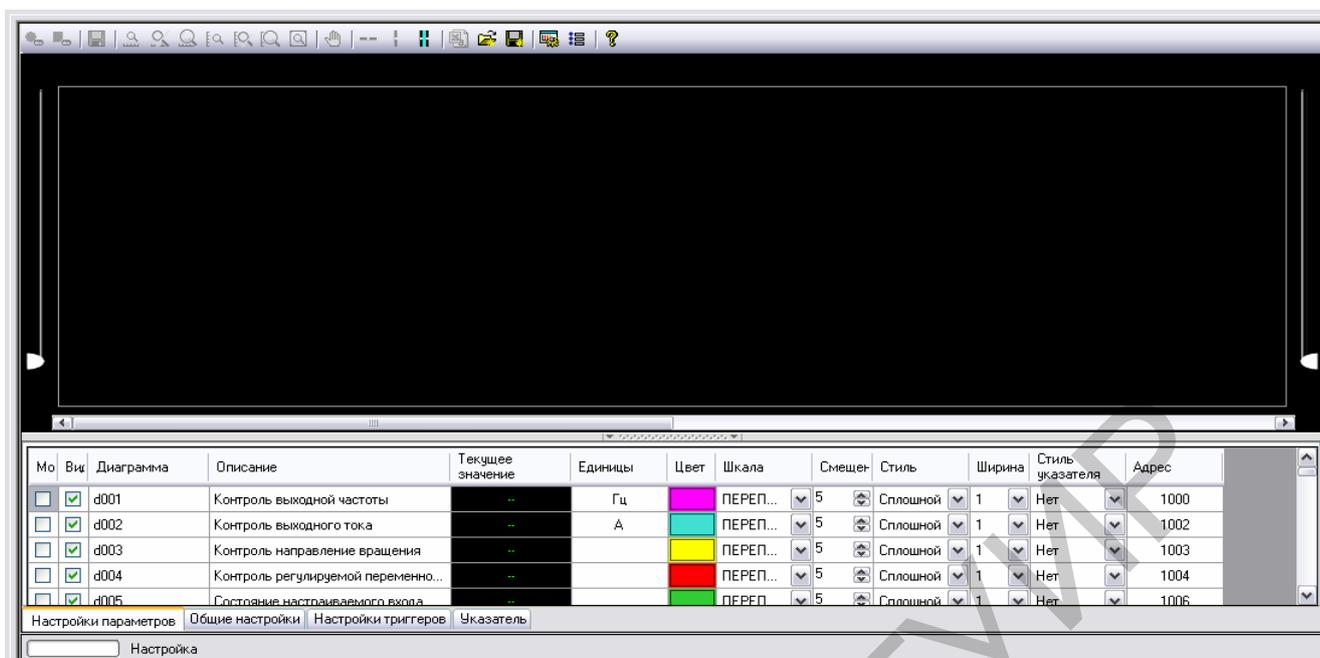 Мо Вид Диаграмма Описание Текущее значение Единицы Цвет Шкала Смещен Стиль Ширина Стиль указателя Адрес
d001 Контроль выходной частоты -- Гц ПЕРЕП... 5 Сплошной 1 Нет 1000
d002 Контроль выходного тока -- А ПЕРЕП... 5 Сплошной 1 Нет 1002
d003 Контроль направление вращения -- ПЕРЕП... 5 Сплошной 1 Нет 1003
d004 Контроль регулируемой переменно... -- ПЕРЕП... 5 Сплошной 1 Нет 1004
d005 Состояние настраиваемого входа -- ПЕРЕП 5 Сплошной 1 Нет 1006
Настройки параметров Общие настройки Настройки триггеров Указатель
Настройка